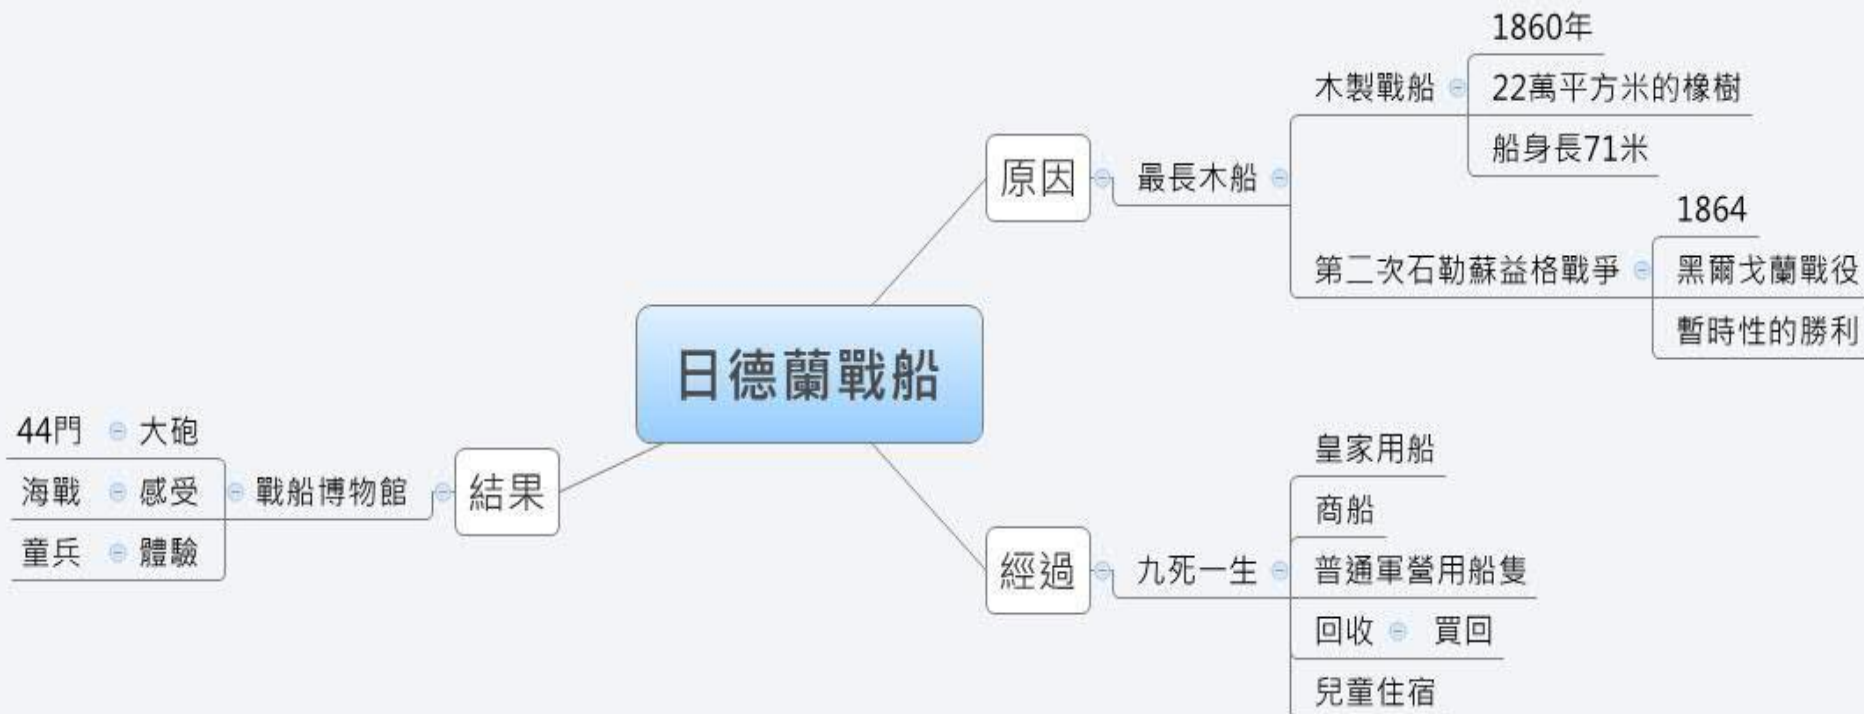 日德蘭戰船
原因
最長木船
木製戰船
1860年
22萬平方米的橡樹
船身長71米
第二次石勒蘇益格戰爭
1864
黑爾戈蘭戰役
暫時性的勝利
經過
九死一生
皇家用船
商船
普通軍營用船隻
回收
買回
兒童住宿
結果
戰船博物館
大砲
44門
感受
海戰
體驗
童兵